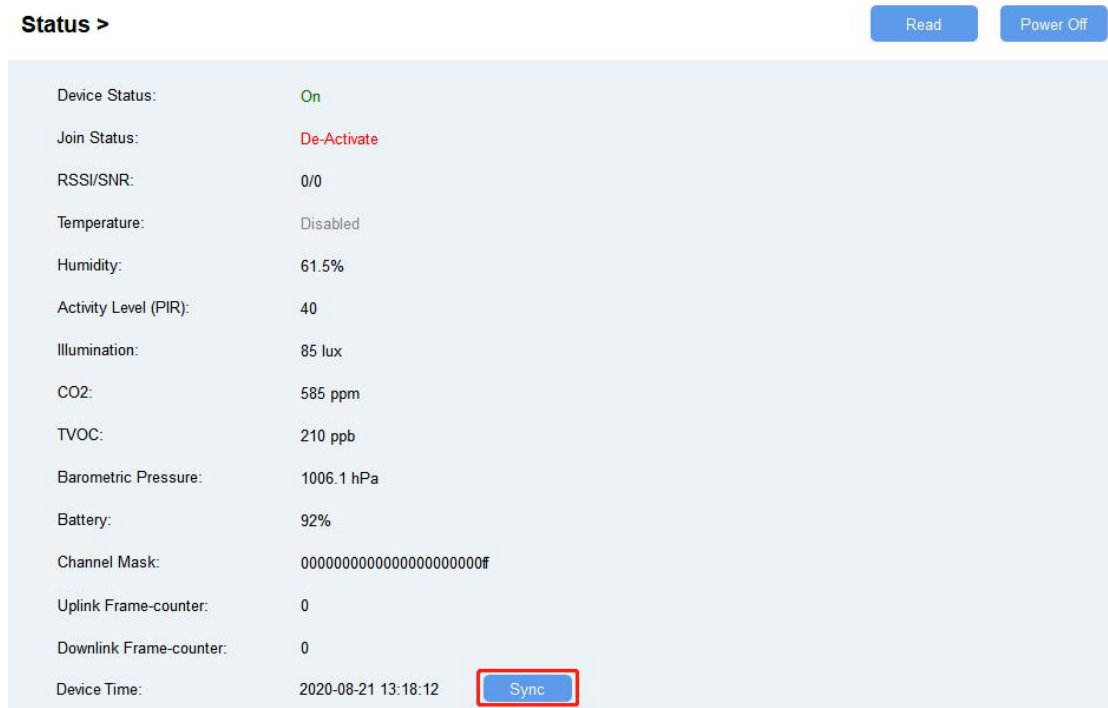 Status >
Read
Power Off
Device Status: On
Join Status: De-Activate
RSSI/SNR: 0/0
Temperature: Disabled
Humidity: 61.5%
Activity Level (PIR): 40
Illumination: 85 lux
CO2: 585 ppm
TVOC: 210 ppb
Barometric Pressure: 1006.1 hPa
Battery: 92%
Channel Mask: 0000000000000000000000ff
Uplink Frame-counter: 0
Downlink Frame-counter: 0
Device Time: 2020-08-21 13:18:12 Sync